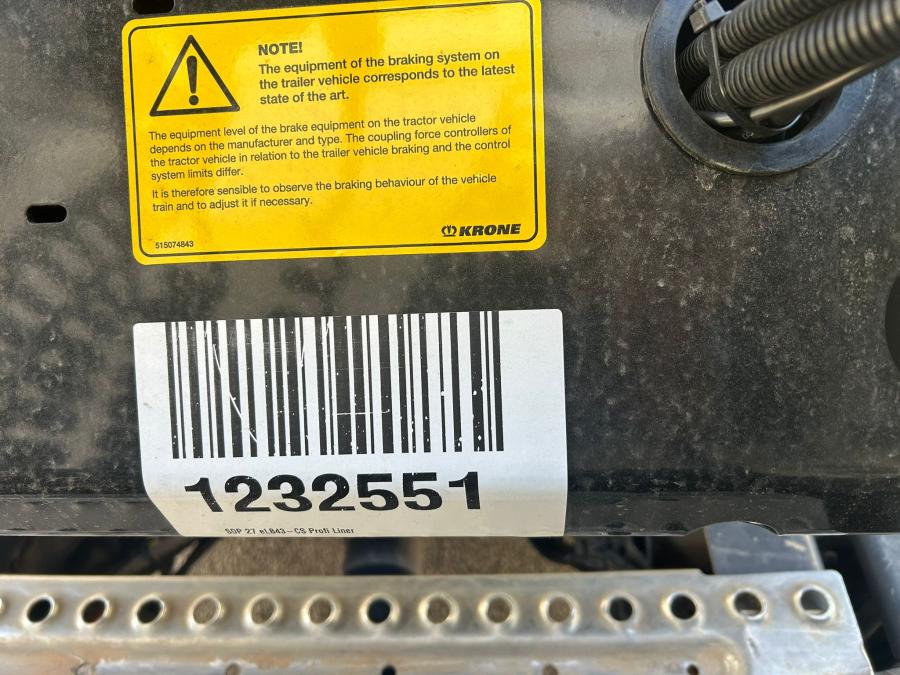 NOTE!
The equipment of the braking system on
the trailer vehicle corresponds to the latest
state of the art.
The equipment level of the brake equipment on the tractor vehicle
depends on the manufacturer and type. The coupling force controllers of
the tractor vehicle in relation to the trailer vehicle braking and the control
system limits differ.
It is therefore sensible to observe the braking behaviour of the vehicle
train and to adjust it if necessary.
515074843
KRONE
1232551
SDP 27 eLB43-CS Profi Liner